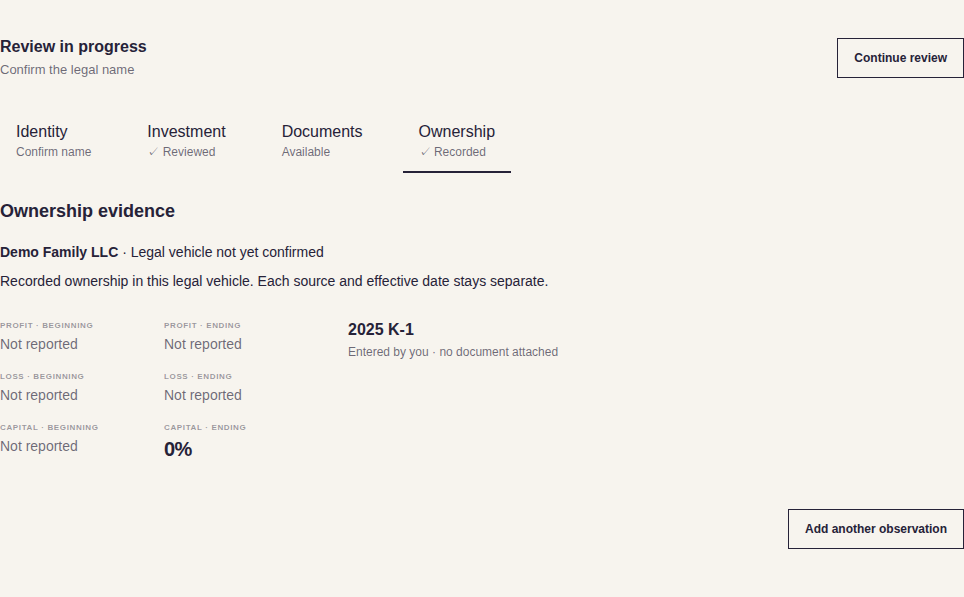 Review in progress
Confirm the legal name
Continue review
Identity
Confirm name
Investment
✓ Reviewed
Documents
Available
Ownership
✓ Recorded
Ownership evidence
Demo Family LLC · Legal vehicle not yet confirmed
Recorded ownership in this legal vehicle. Each source and effective date stays separate.
PROFIT · BEGINNING
Not reported
PROFIT · ENDING
Not reported
LOSS · BEGINNING
Not reported
LOSS · ENDING
Not reported
CAPITAL · BEGINNING
Not reported
CAPITAL · ENDING
0%
2025 K-1
Entered by you · no document attached
Add another observation